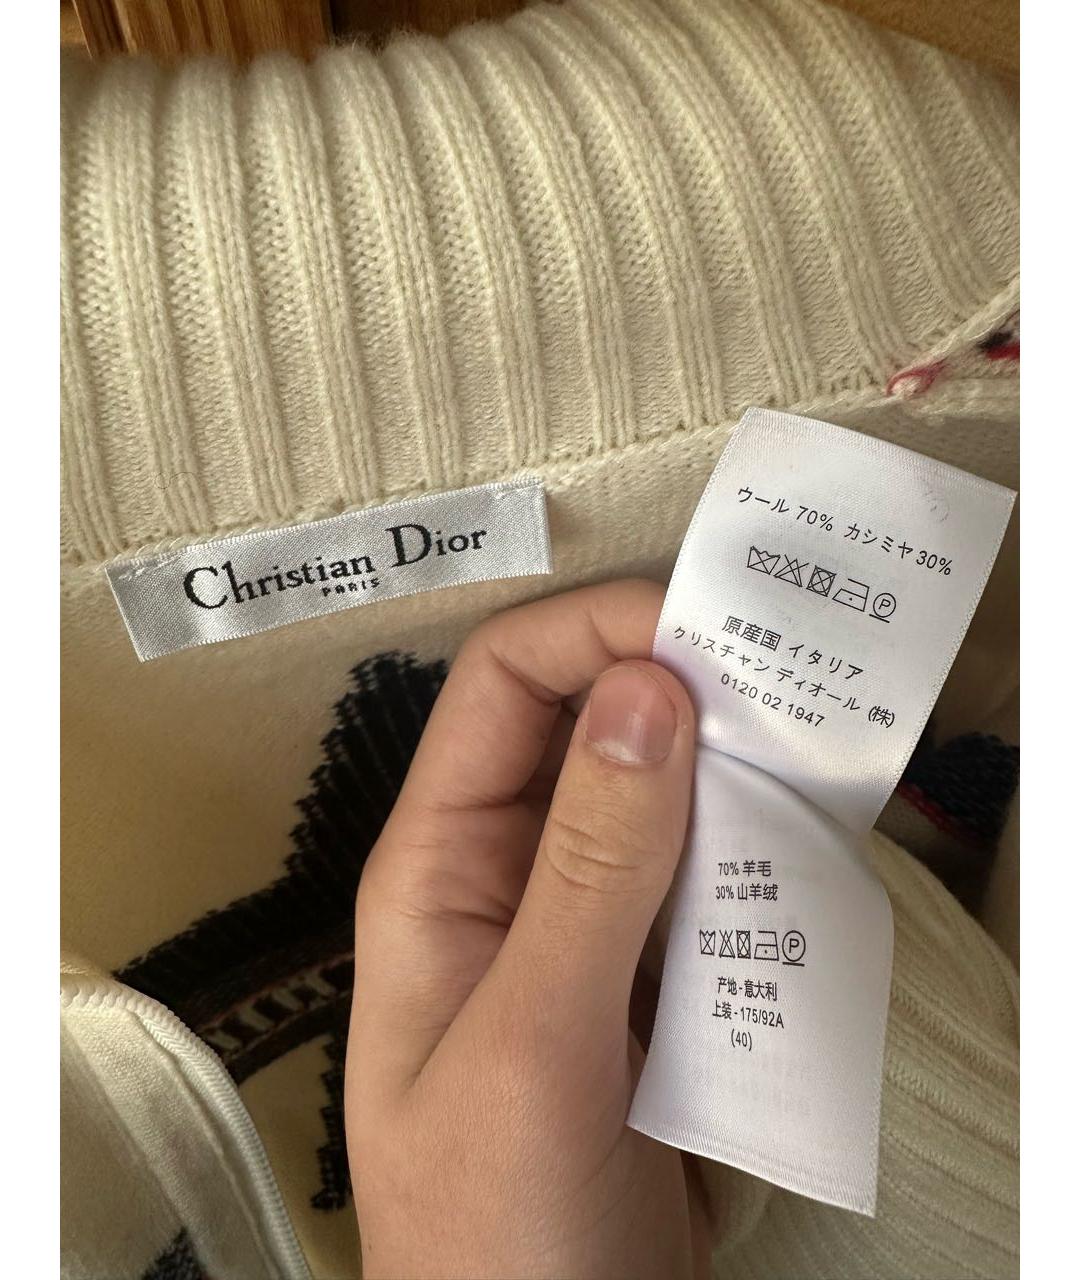 Christian Dior
PARIS
ウール 70% カシミヤ 30%
P
原産国 イタリア
クリスチャン ディオール (株)
0120 02 1947
70% 羊毛
30% 山羊绒
P
产地 - 意大利
上装 - 175/92A
(40)